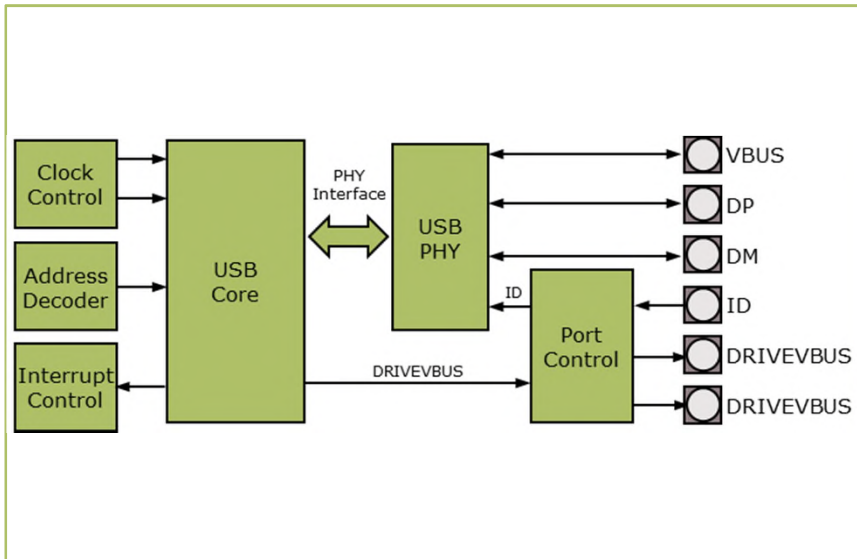 Clock
Control
Address
Decoder
Interrupt
Control
USB
Core
PHY
Interface
USB
PHY
ID
DRIVEVBUS
Port
Control
VBUS
DP
DM
ID
DRIVEVBUS
DRIVEVBUS